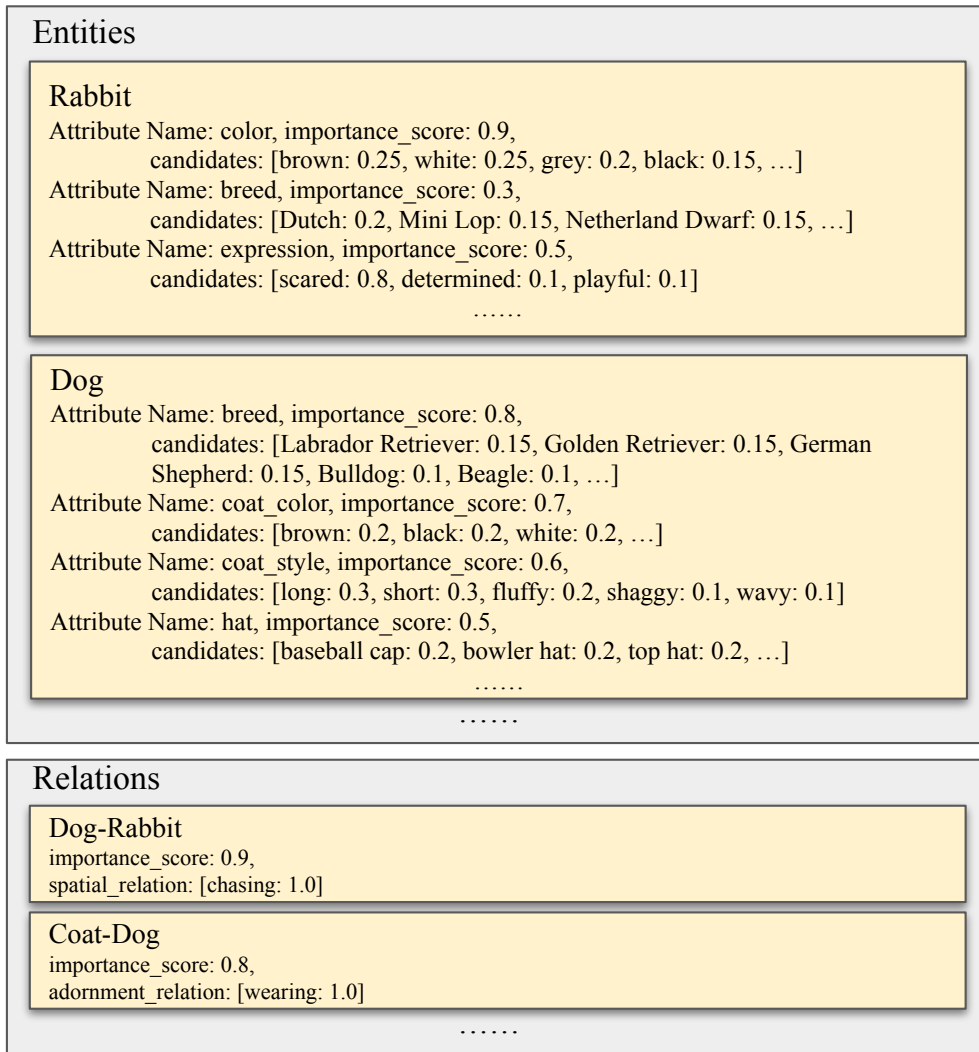 Entities
Rabbit
Attribute Name: color, importance_score: 0.9,
candidates: [brown: 0.25, white: 0.25, grey: 0.2, black: 0.15, …]
Attribute Name: breed, importance_score: 0.3,
candidates: [Dutch: 0.2, Mini Lop: 0.15, Netherland Dwarf: 0.15, …]
Attribute Name: expression, importance_score: 0.5,
candidates: [scared: 0.8, determined: 0.1, playful: 0.1]
……
Dog
Attribute Name: breed, importance_score: 0.8,
candidates: [Labrador Retriever: 0.15, Golden Retriever: 0.15, German
Shepherd: 0.15, Bulldog: 0.1, Beagle: 0.1, …]
Attribute Name: coat_color, importance_score: 0.7,
candidates: [brown: 0.2, black: 0.2, white: 0.2, …]
Attribute Name: coat_style, importance_score: 0.6,
candidates: [long: 0.3, short: 0.3, fluffy: 0.2, shaggy: 0.1, wavy: 0.1]
Attribute Name: hat, importance_score: 0.5,
candidates: [baseball cap: 0.2, bowler hat: 0.2, top hat: 0.2, …]
……
……
Relations
Dog-Rabbit
importance_score: 0.9,
spatial_relation: [chasing: 1.0]
Coat-Dog
importance_score: 0.8,
adornment_relation: [wearing: 1.0]
……